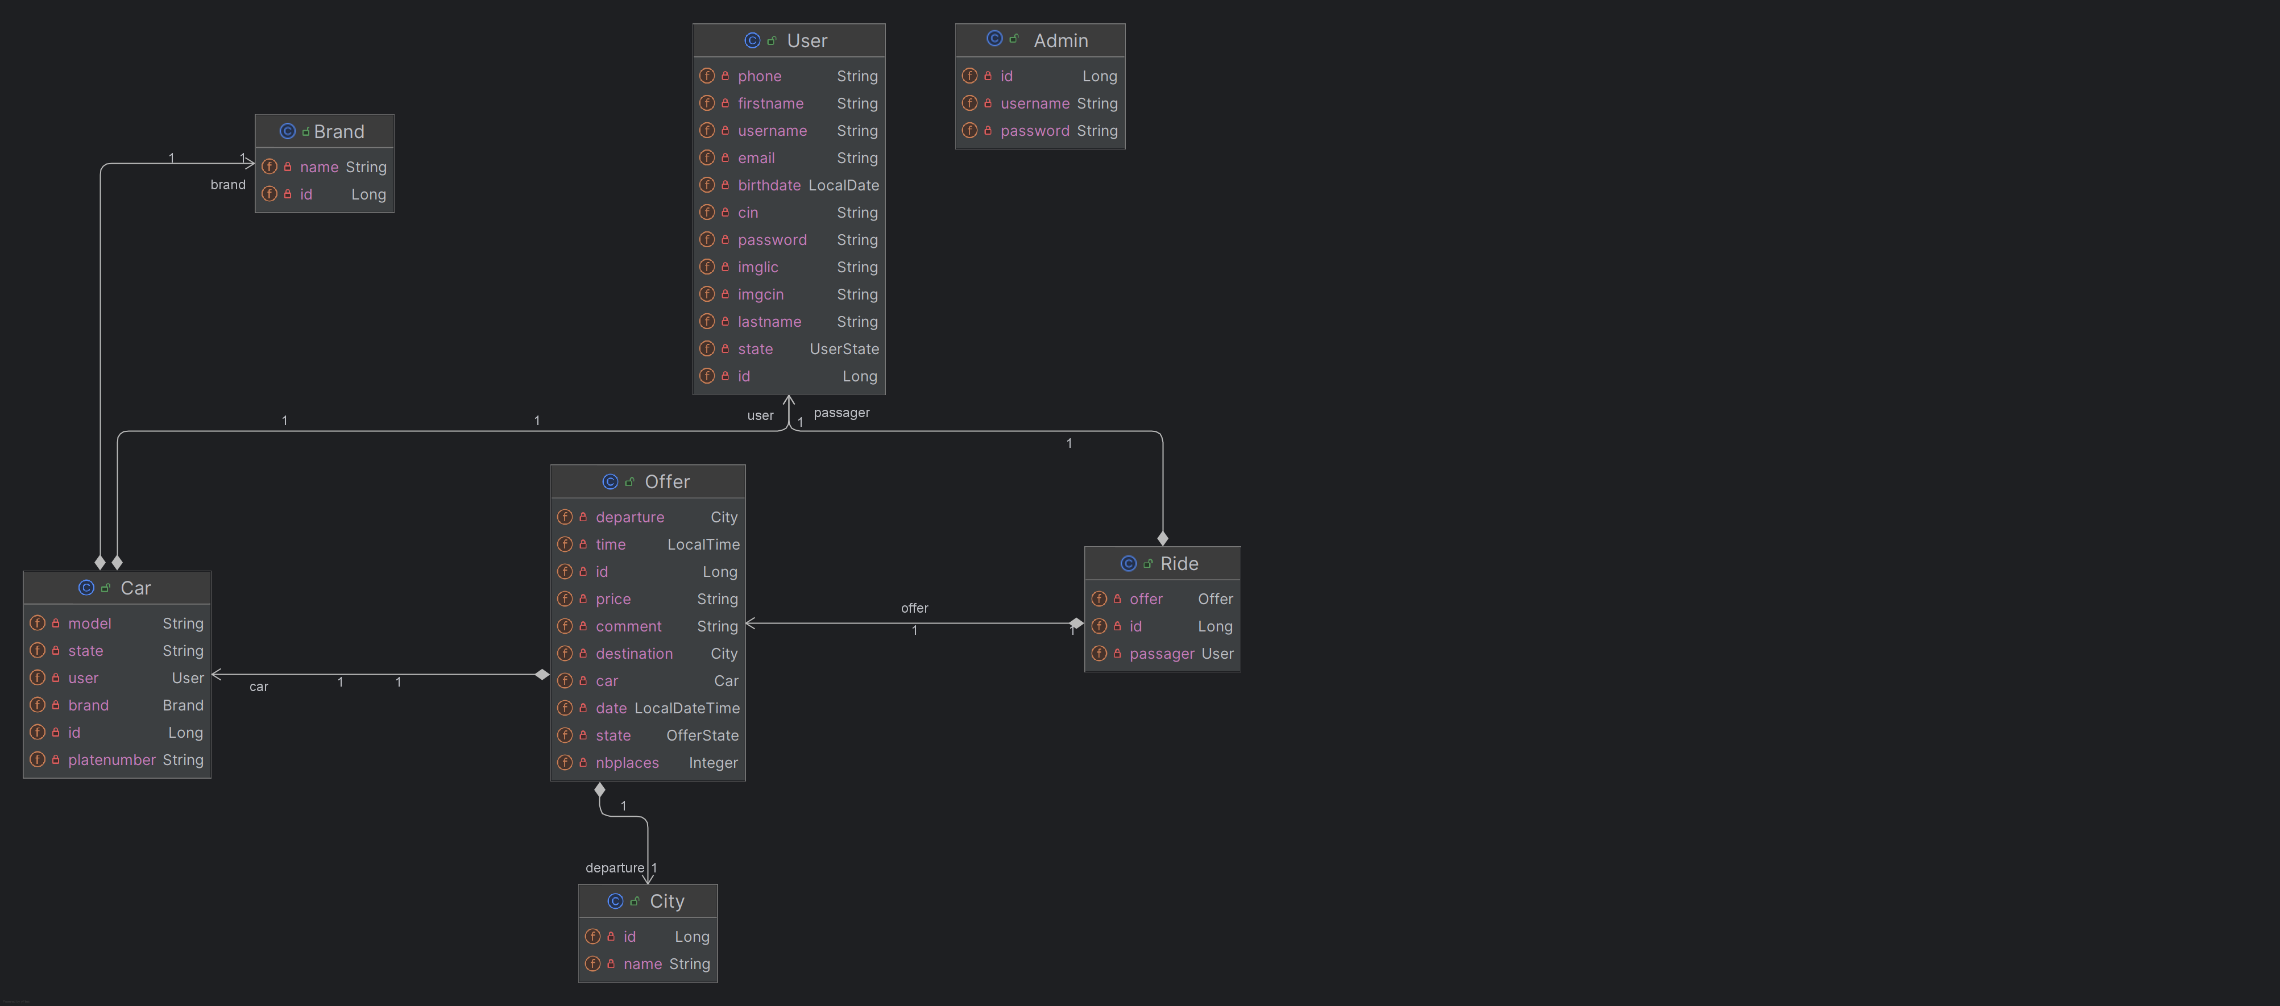 User
phone String
firstname String
username String
email String
birthdate LocalDate
cin String
password String
imglic String
imgcin String
lastname String
state UserState
id Long
Admin
id Long
username String
password String
Brand
name String
id Long
1 1
brand
1 1 user 1 passager
1
Offer
departure City
time LocalTime
id Long
price String
comment String
destination City
car Car
date LocalDateTime
state OfferState
nbplaces Integer
Ride
offer Offer
id Long
passager User
offer
1 1
Car
model String
state String
user User
brand Brand
id Long
platenumber String
car 1 1
1
departure 1
City
id Long
name String